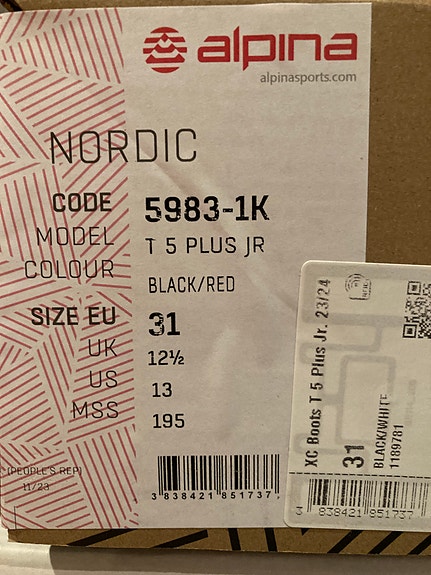 alpina
alpinasports.com
NORDIC
CODE 5983-1K
MODEL T 5 PLUS JR
COLOUR BLACK/RED
SIZE EU 31
UK 12½
US 13
MSS 195
(PEOPLE'S REP)
11/23
3 838421 851737
XC Boots T 5 Plus Jr. 23/24
31
BLACK/WHITE
1189781
3 838421 851737